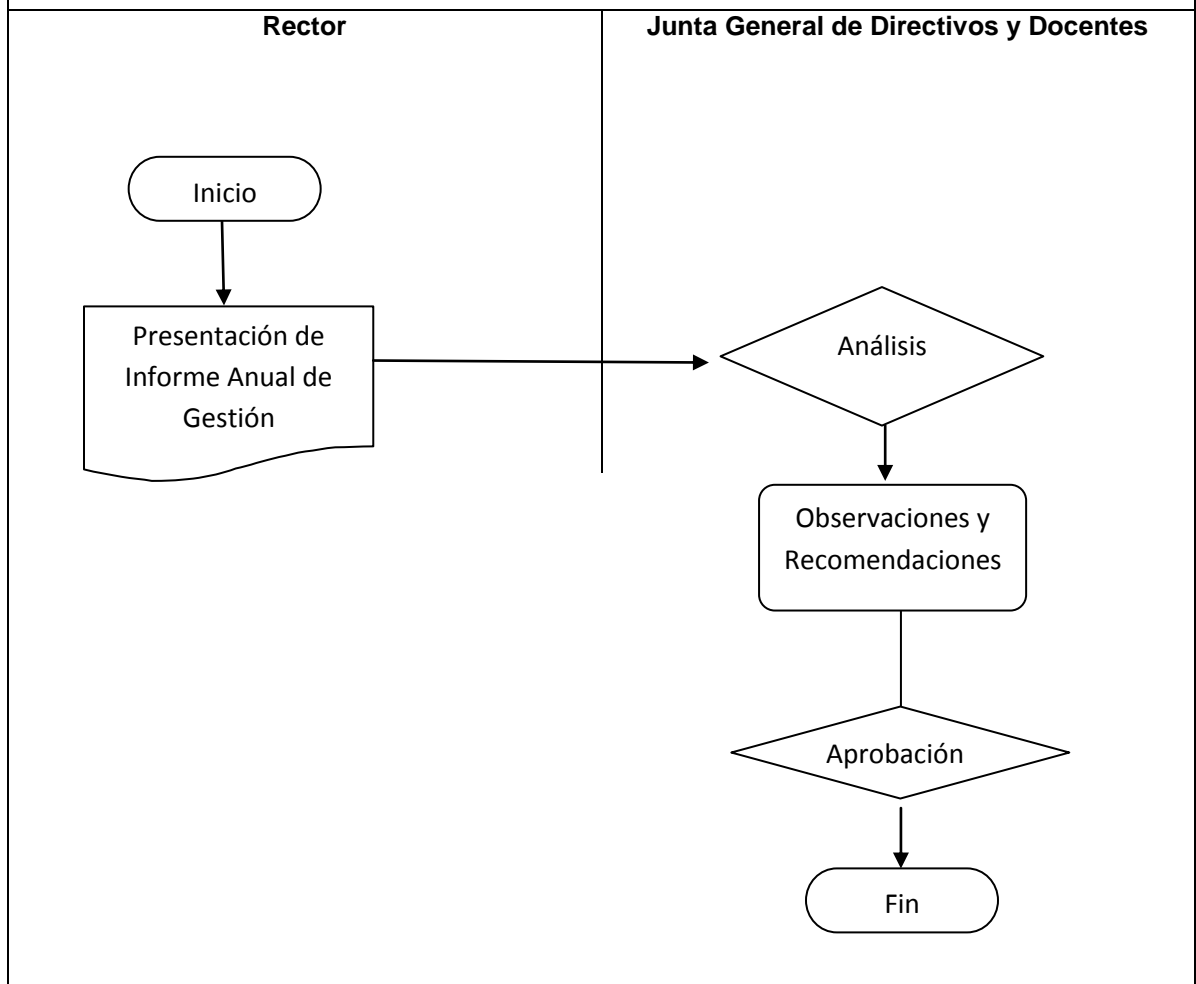 Rector
Junta General de Directivos y Docentes
Inicio
Presentación de
Informe Anual de
Gestión
Análisis
Observaciones y
Recomendaciones
Aprobación
Fin